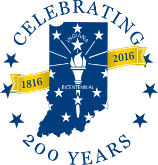 CELEBRATING
INDIANA
1816
2016
BICENTENNIAL
200 YEARS